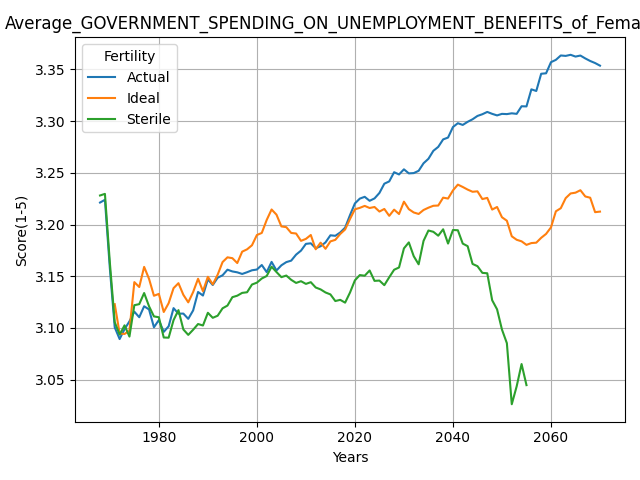 Average_GOVERNMENT_SPENDING_ON_UNEMPLOYMENT_BENEFITS_of_Fema
Fertility
Actual
Ideal
Sterile
Score(1-5)
3.35
3.30
3.25
3.20
3.15
3.10
3.05
1980 2000 2020 2040 2060
Years